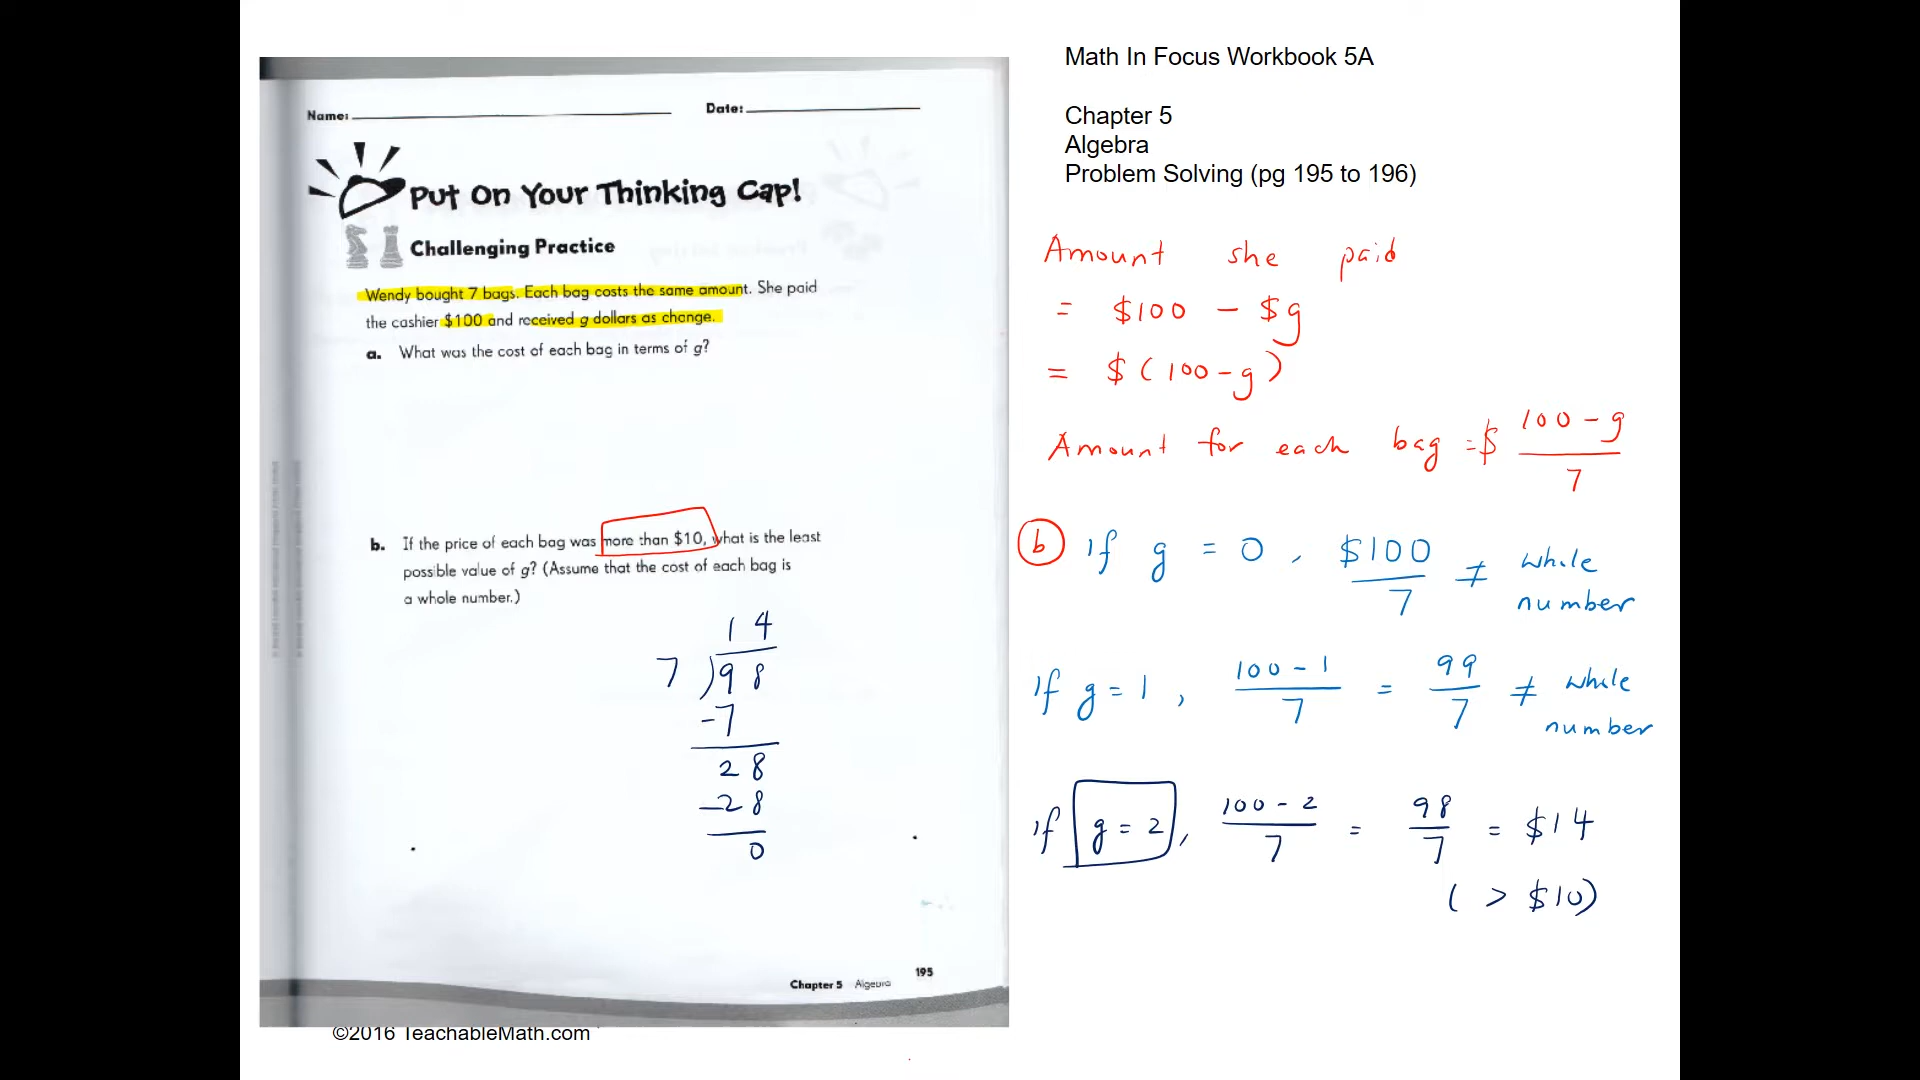 Name:
Date:
Put On Your Thinking Cap!
Challenging Practice
Wendy bought 7 bags. Each bag costs the same amount. She paid
the cashier $100 and received g dollars as change.
a. What was the cost of each bag in terms of g?
b. If the price of each bag was more than $10, what is the least
possible value of g? (Assume that the cost of each bag is
a whole number.)
14
7 ) 98
-7
28
-28
0
195
Chapter 5 Algebra
©2016 TeachableMath.com
Math In Focus Workbook 5A
Chapter 5
Algebra
Problem Solving (pg 195 to 196)
Amount she paid
= $100 - $g
= $(100-g)
Amount for each bag = $ 100-g
7
b If g = 0, $100 ≠ whole
7 number
If g = 1, 100-1 = 99 ≠ whole
7 7 number
If g = 2, 100-2 = 98 = $14
7 7
( > $10)